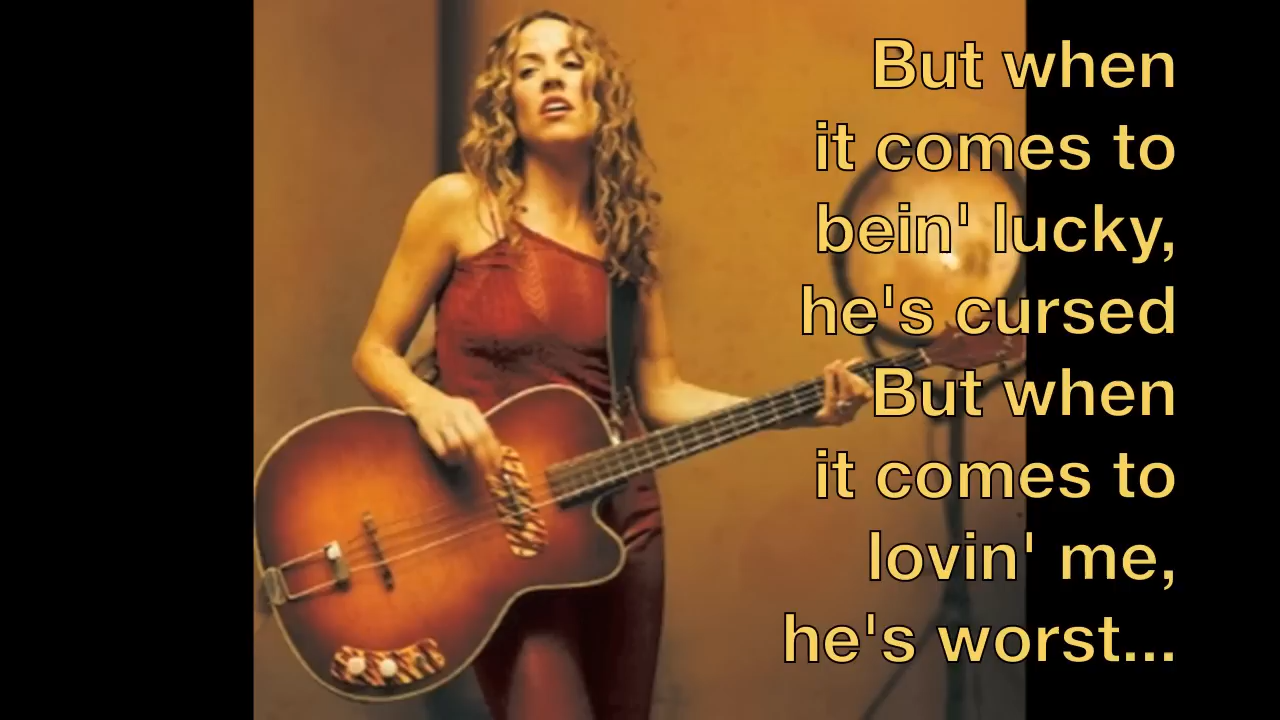 But when
it comes to
bein' lucky,
he's cursed
But when
it comes to
lovin' me,
he's worst...